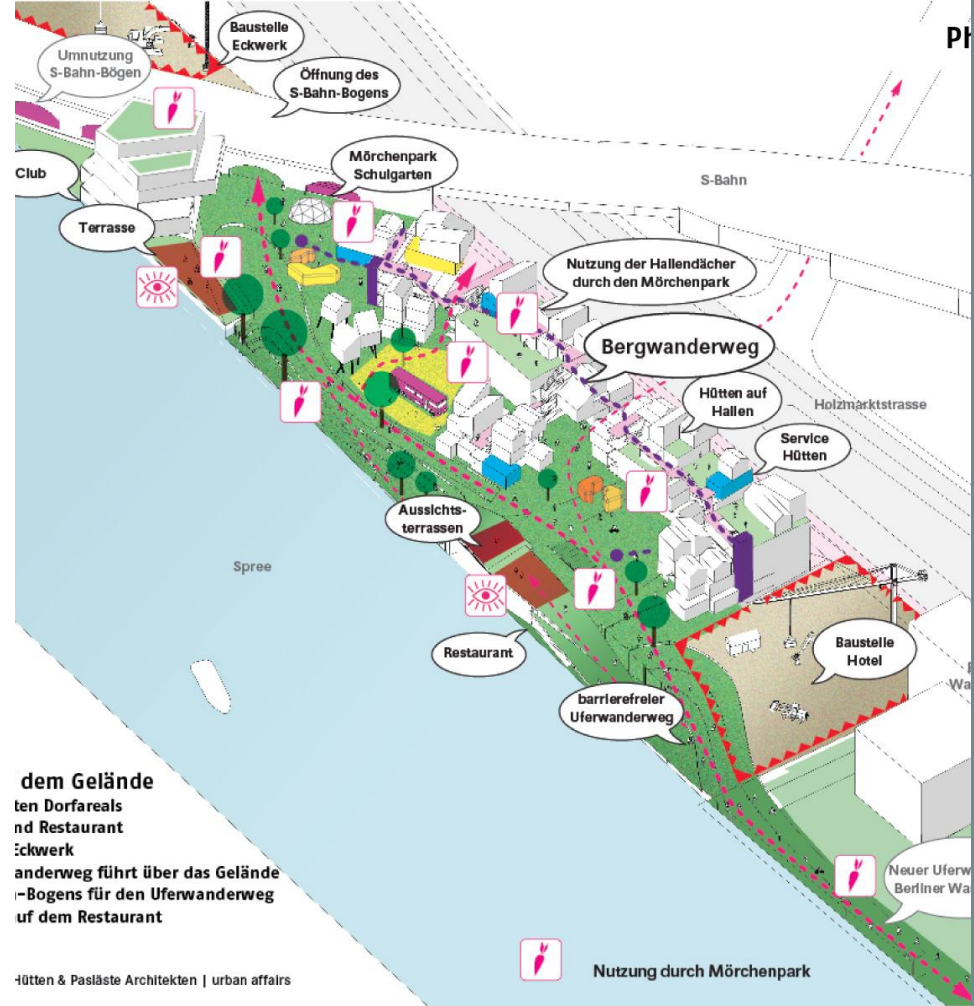 Baustelle
Eckwerk
Ph
Umnutzung
S-Bahn-Bögen
Öffnung des
S-Bahn-Bogens
Mörchenpark
Schulgarten
S-Bahn
Club
Terrasse
Nutzung der Hallendächer
durch den Mörchenpark
Bergwanderweg
Hütten auf
Hallen
Holzmarktstrasse
Service
Hütten
Aussichts-
terrassen
Spree
Restaurant
Baustelle
Hotel
Wa
barrierefreier
Uferwanderweg
dem Gelände
ten Dorfareals
nd Restaurant
Eckwerk
anderweg führt über das Gelände
-Bogens für den Uferwanderweg
uf dem Restaurant
Neuer Uferw
Berliner Wa
Nutzung durch Mörchenpark
Hütten & Pasläste Architekten | urban affairs